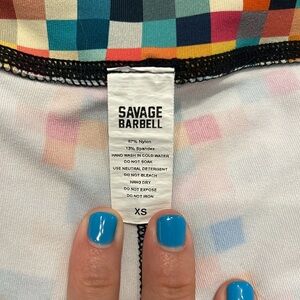 SAVAGE
BARBELL
87% Nylon
13% Spandex
HAND WASH IN COLD WATER
DO NOT SOAK
USE NEUTRAL DETERGENT
DO NOT BLEACH
HANG DRY
DO NOT EXPOSE
DO NOT IRON
XS